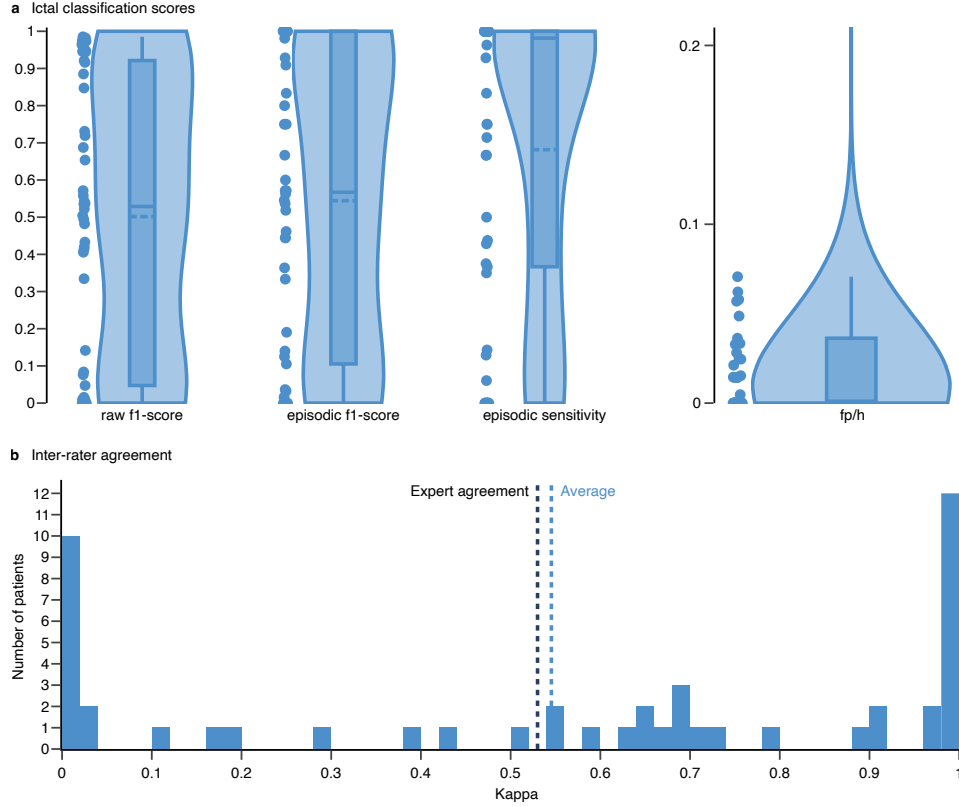 a Ictal classification scores
1
0.9
0.8
0.7
0.6
0.5
0.4
0.3
0.2
0.1
0
raw f1-score
episodic f1-score
episodic sensitivity
0.2
0.1
0
fp/h
b Inter-rater agreement
Number of patients
12
11
10
9
8
7
6
5
4
3
2
1
0
Expert agreement
Average
0 0.1 0.2 0.3 0.4 0.5 0.6 0.7 0.8 0.9 1
Kappa